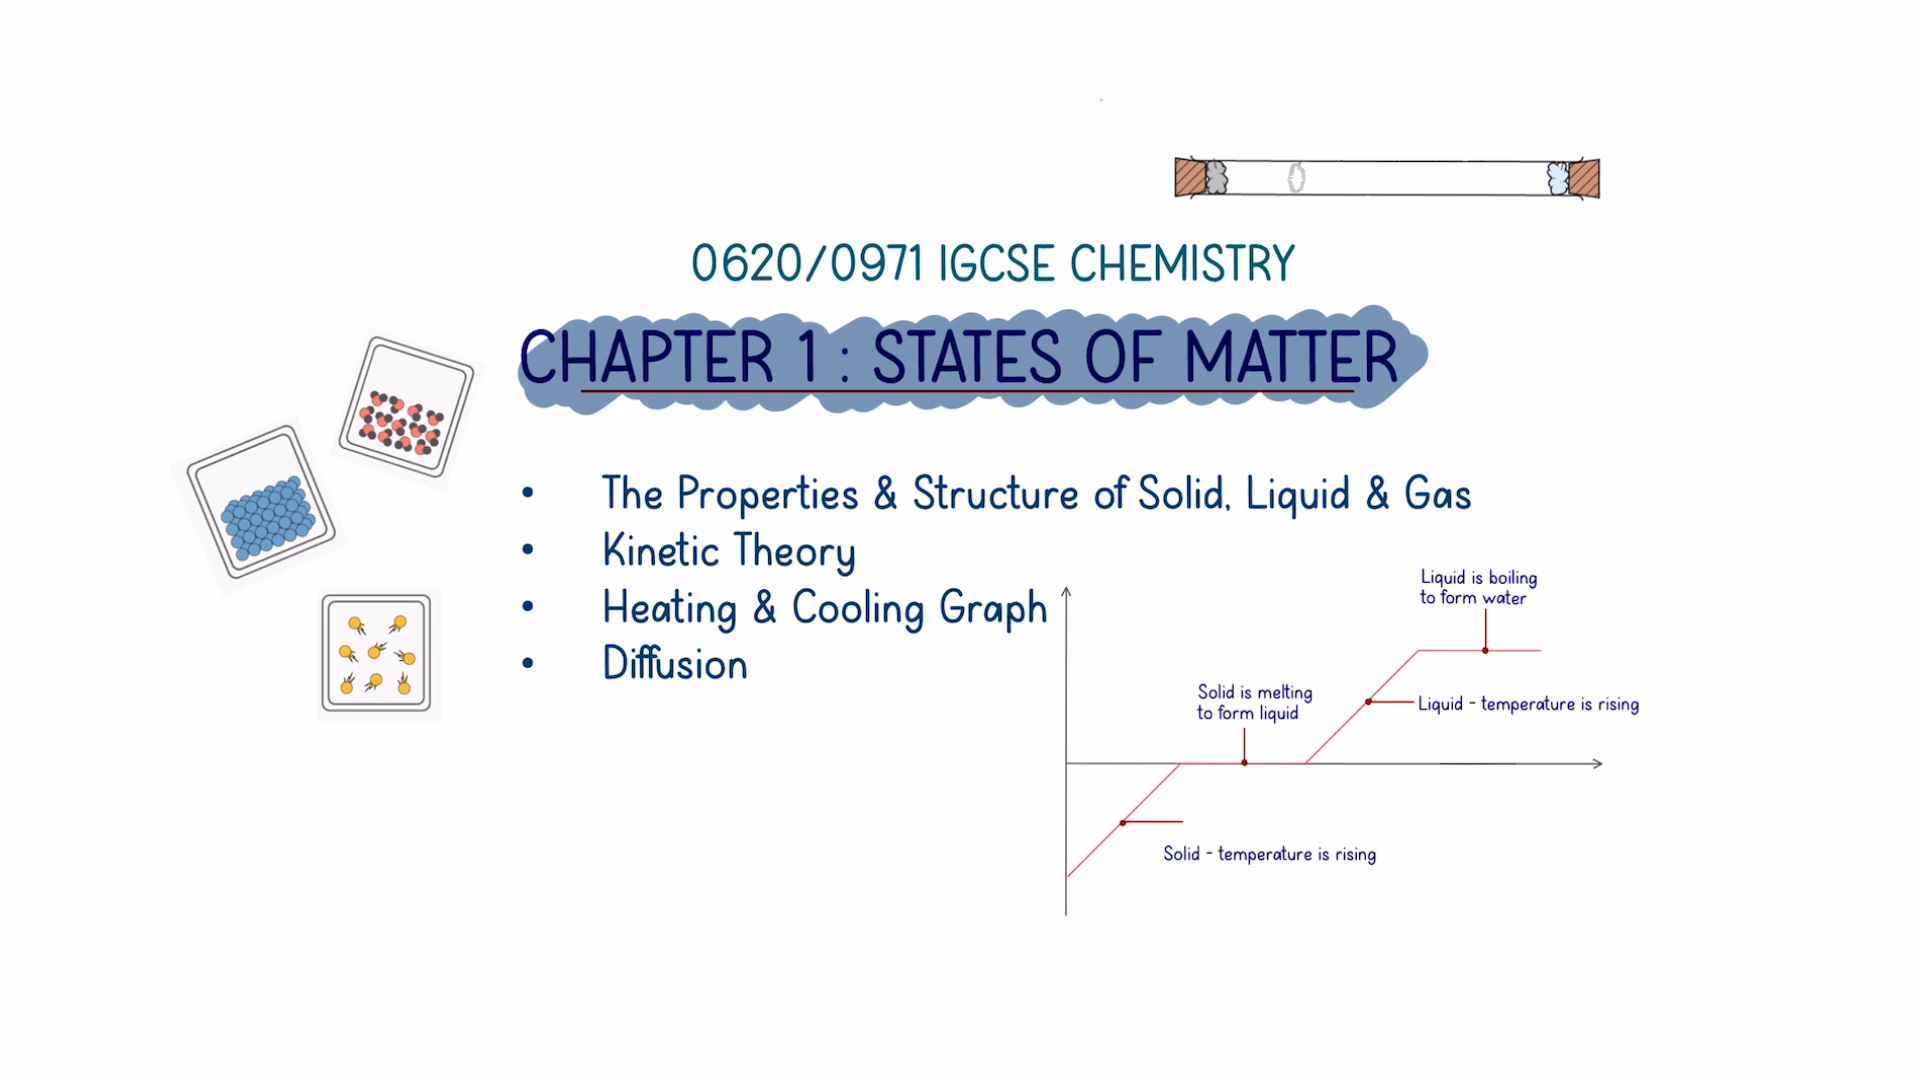 0620/0971 IGCSE CHEMISTRY
CHAPTER 1 : STATES OF MATTER
• The Properties & Structure of Solid, Liquid & Gas
• Kinetic Theory
• Heating & Cooling Graph
• Diffusion
Liquid is boiling
to form water
Solid is melting
to form liquid
Liquid - temperature is rising
Solid - temperature is rising